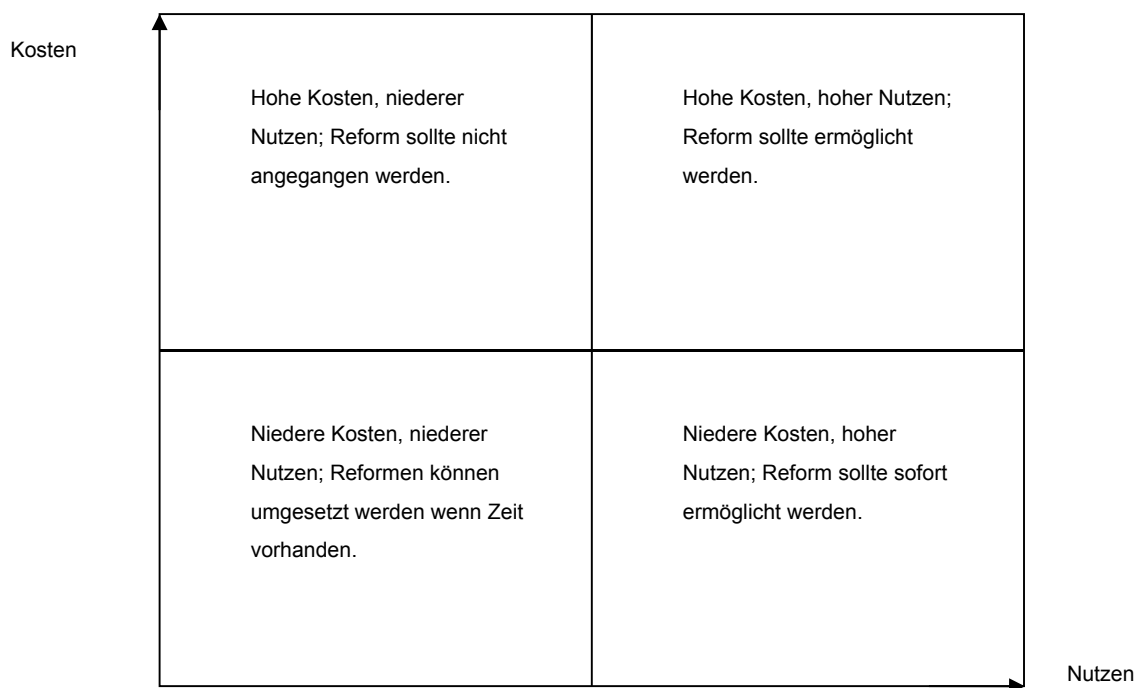 Kosten
Hohe Kosten, niederer
Nutzen; Reform sollte nicht
angegangen werden.
Hohe Kosten, hoher Nutzen;
Reform sollte ermöglicht
werden.
Niedere Kosten, niederer
Nutzen; Reformen können
umgesetzt werden wenn Zeit
vorhanden.
Niedere Kosten, hoher
Nutzen; Reform sollte sofort
ermöglicht werden.
Nutzen